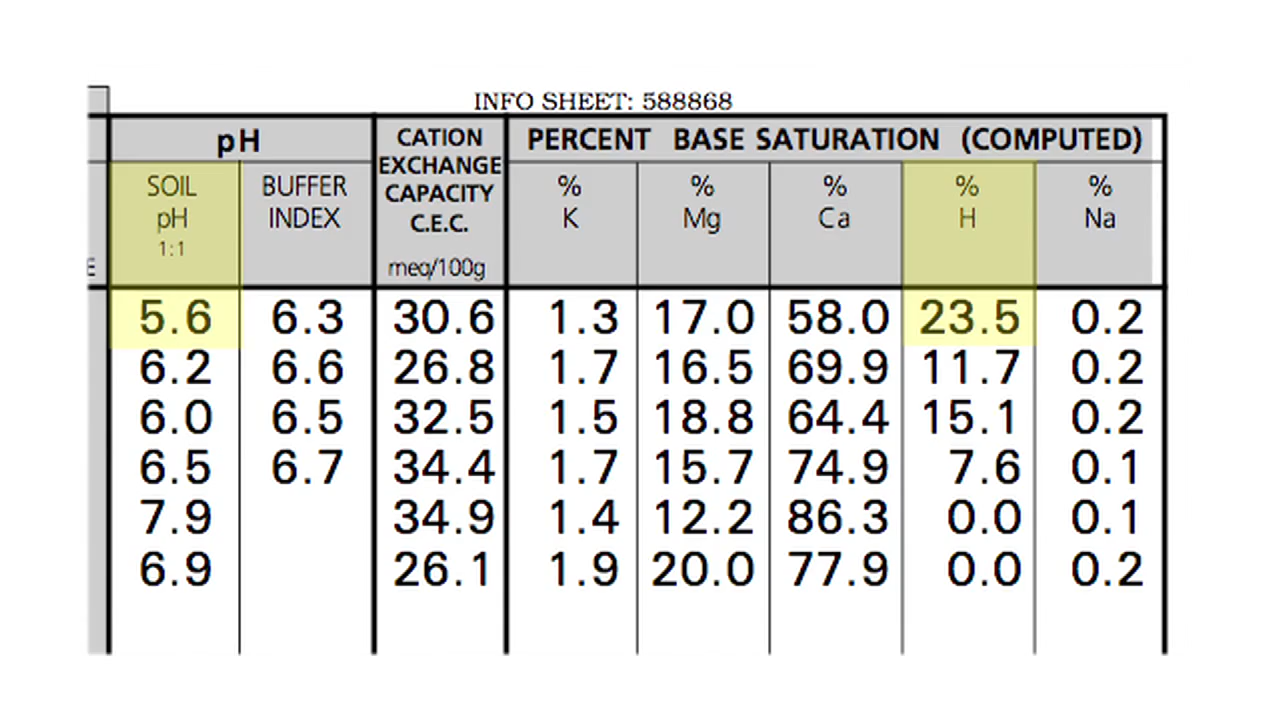 INFO SHEET: 588868
pH
CATION EXCHANGE CAPACITY C.E.C. meq/100g
PERCENT BASE SATURATION (COMPUTED)
SOIL pH 1:1
BUFFER INDEX
% K
% Mg
% Ca
% H
% Na
E
5.6 6.3 30.6 1.3 17.0 58.0 23.5 0.2
6.2 6.6 26.8 1.7 16.5 69.9 11.7 0.2
6.0 6.5 32.5 1.5 18.8 64.4 15.1 0.2
6.5 6.7 34.4 1.7 15.7 74.9 7.6 0.1
7.9 34.9 1.4 12.2 86.3 0.0 0.1
6.9 26.1 1.9 20.0 77.9 0.0 0.2